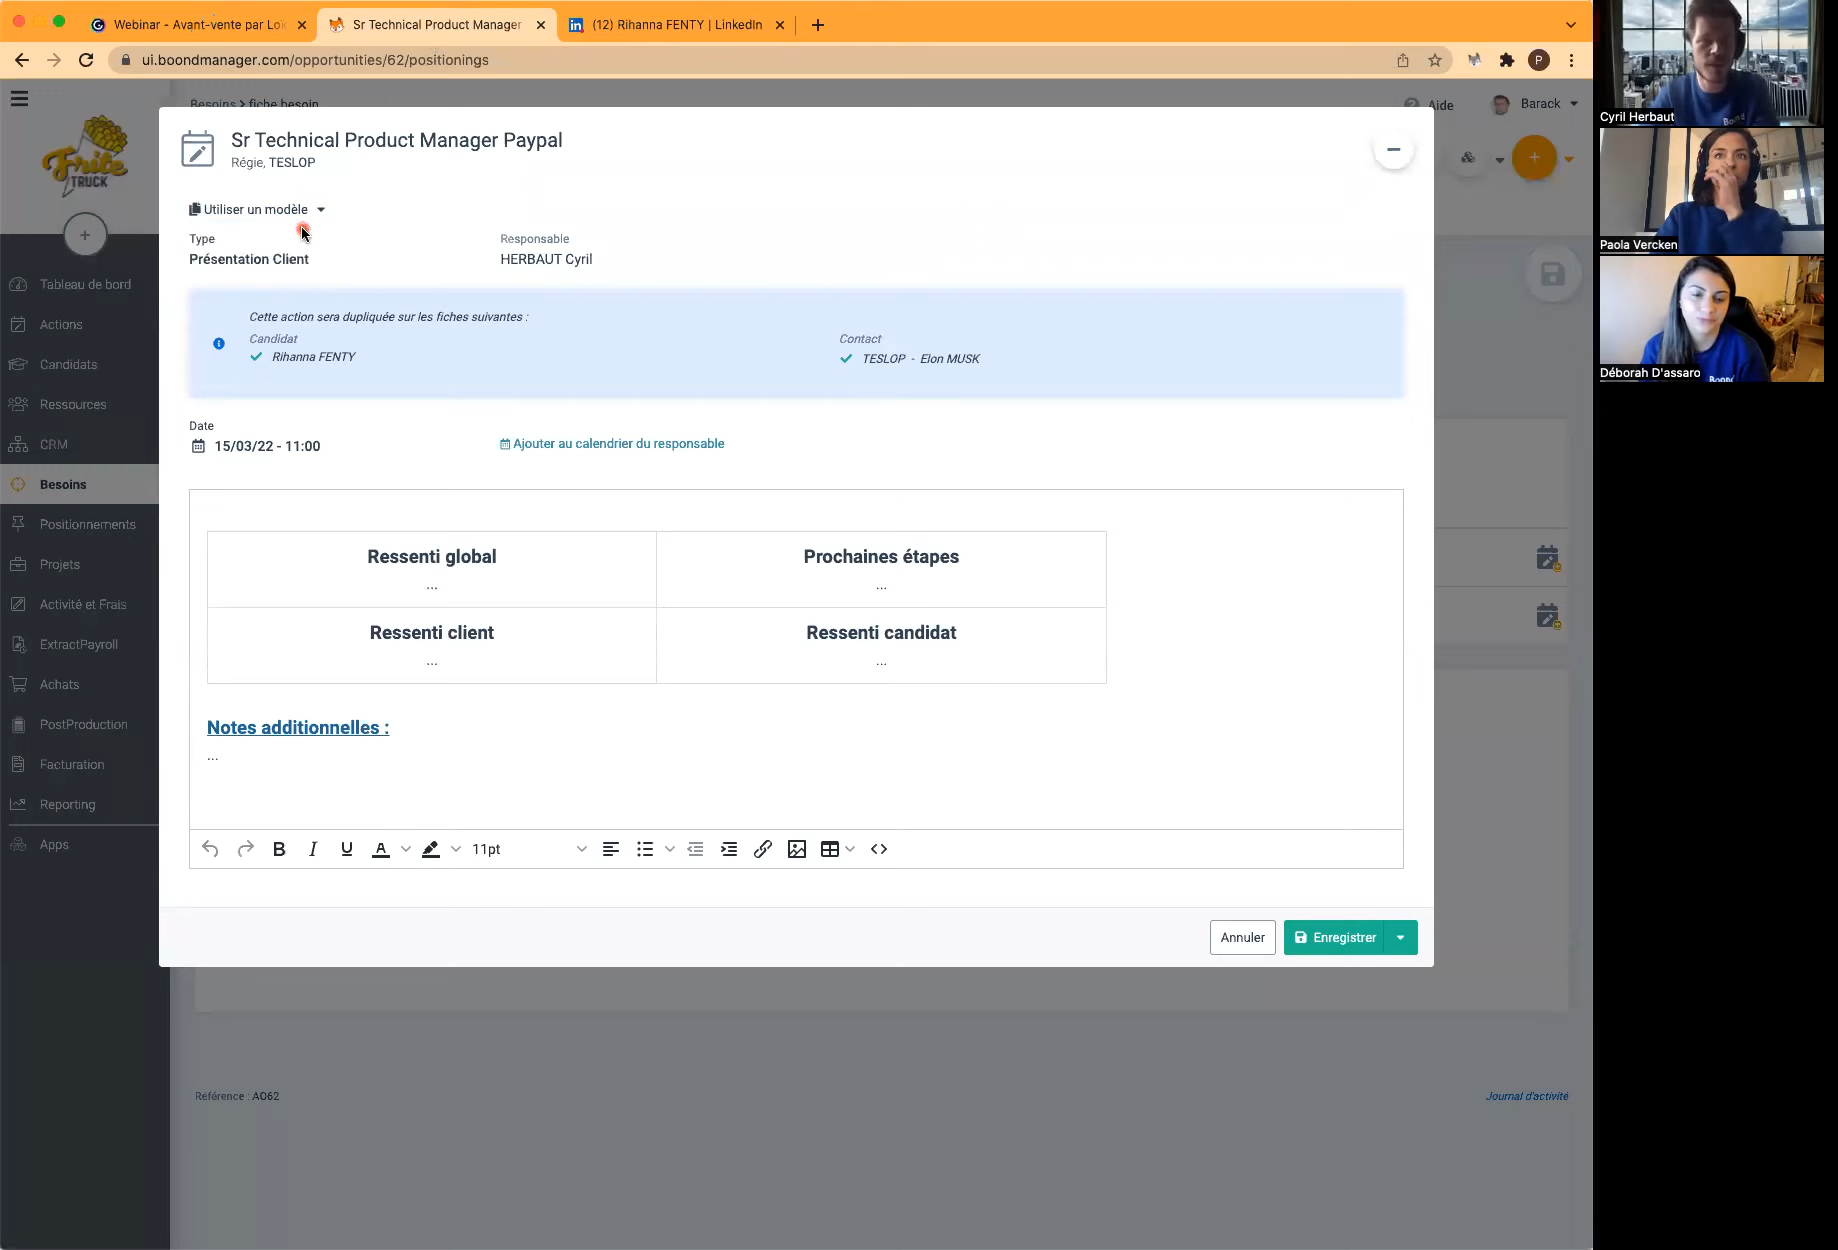 Webinar - Avant-vente par Loï
Sr Technical Product Manager
(12) Rihanna FENTY | LinkedIn
ui.boondmanager.com/opportunities/62/positionings
P
Besoins > fiche besoin
Aide
Barack
Frite
TRUCK
Tableau de bord
Actions
Candidats
Ressources
CRM
Besoins
Positionnements
Projets
Activité et Frais
ExtractPayroll
Achats
PostProduction
Facturation
Reporting
Apps
Sr Technical Product Manager Paypal
Régie, TESLOP
Utiliser un modèle
Type
Responsable
Présentation Client
HERBAUT Cyril
Cette action sera dupliquée sur les fiches suivantes :
Candidat
Contact
Rihanna FENTY
TESLOP - Elon MUSK
Date
15/03/22 - 11:00
Ajouter au calendrier du responsable
Ressenti global
Prochaines étapes
...
...
Ressenti client
Ressenti candidat
...
...
Notes additionnelles :
...
B I U A 11pt
Annuler
Enregistrer
Référence : AO62
Journal d'activité
Cyril Herbaut
Paola Vercken
Déborah D'assaro
Boond